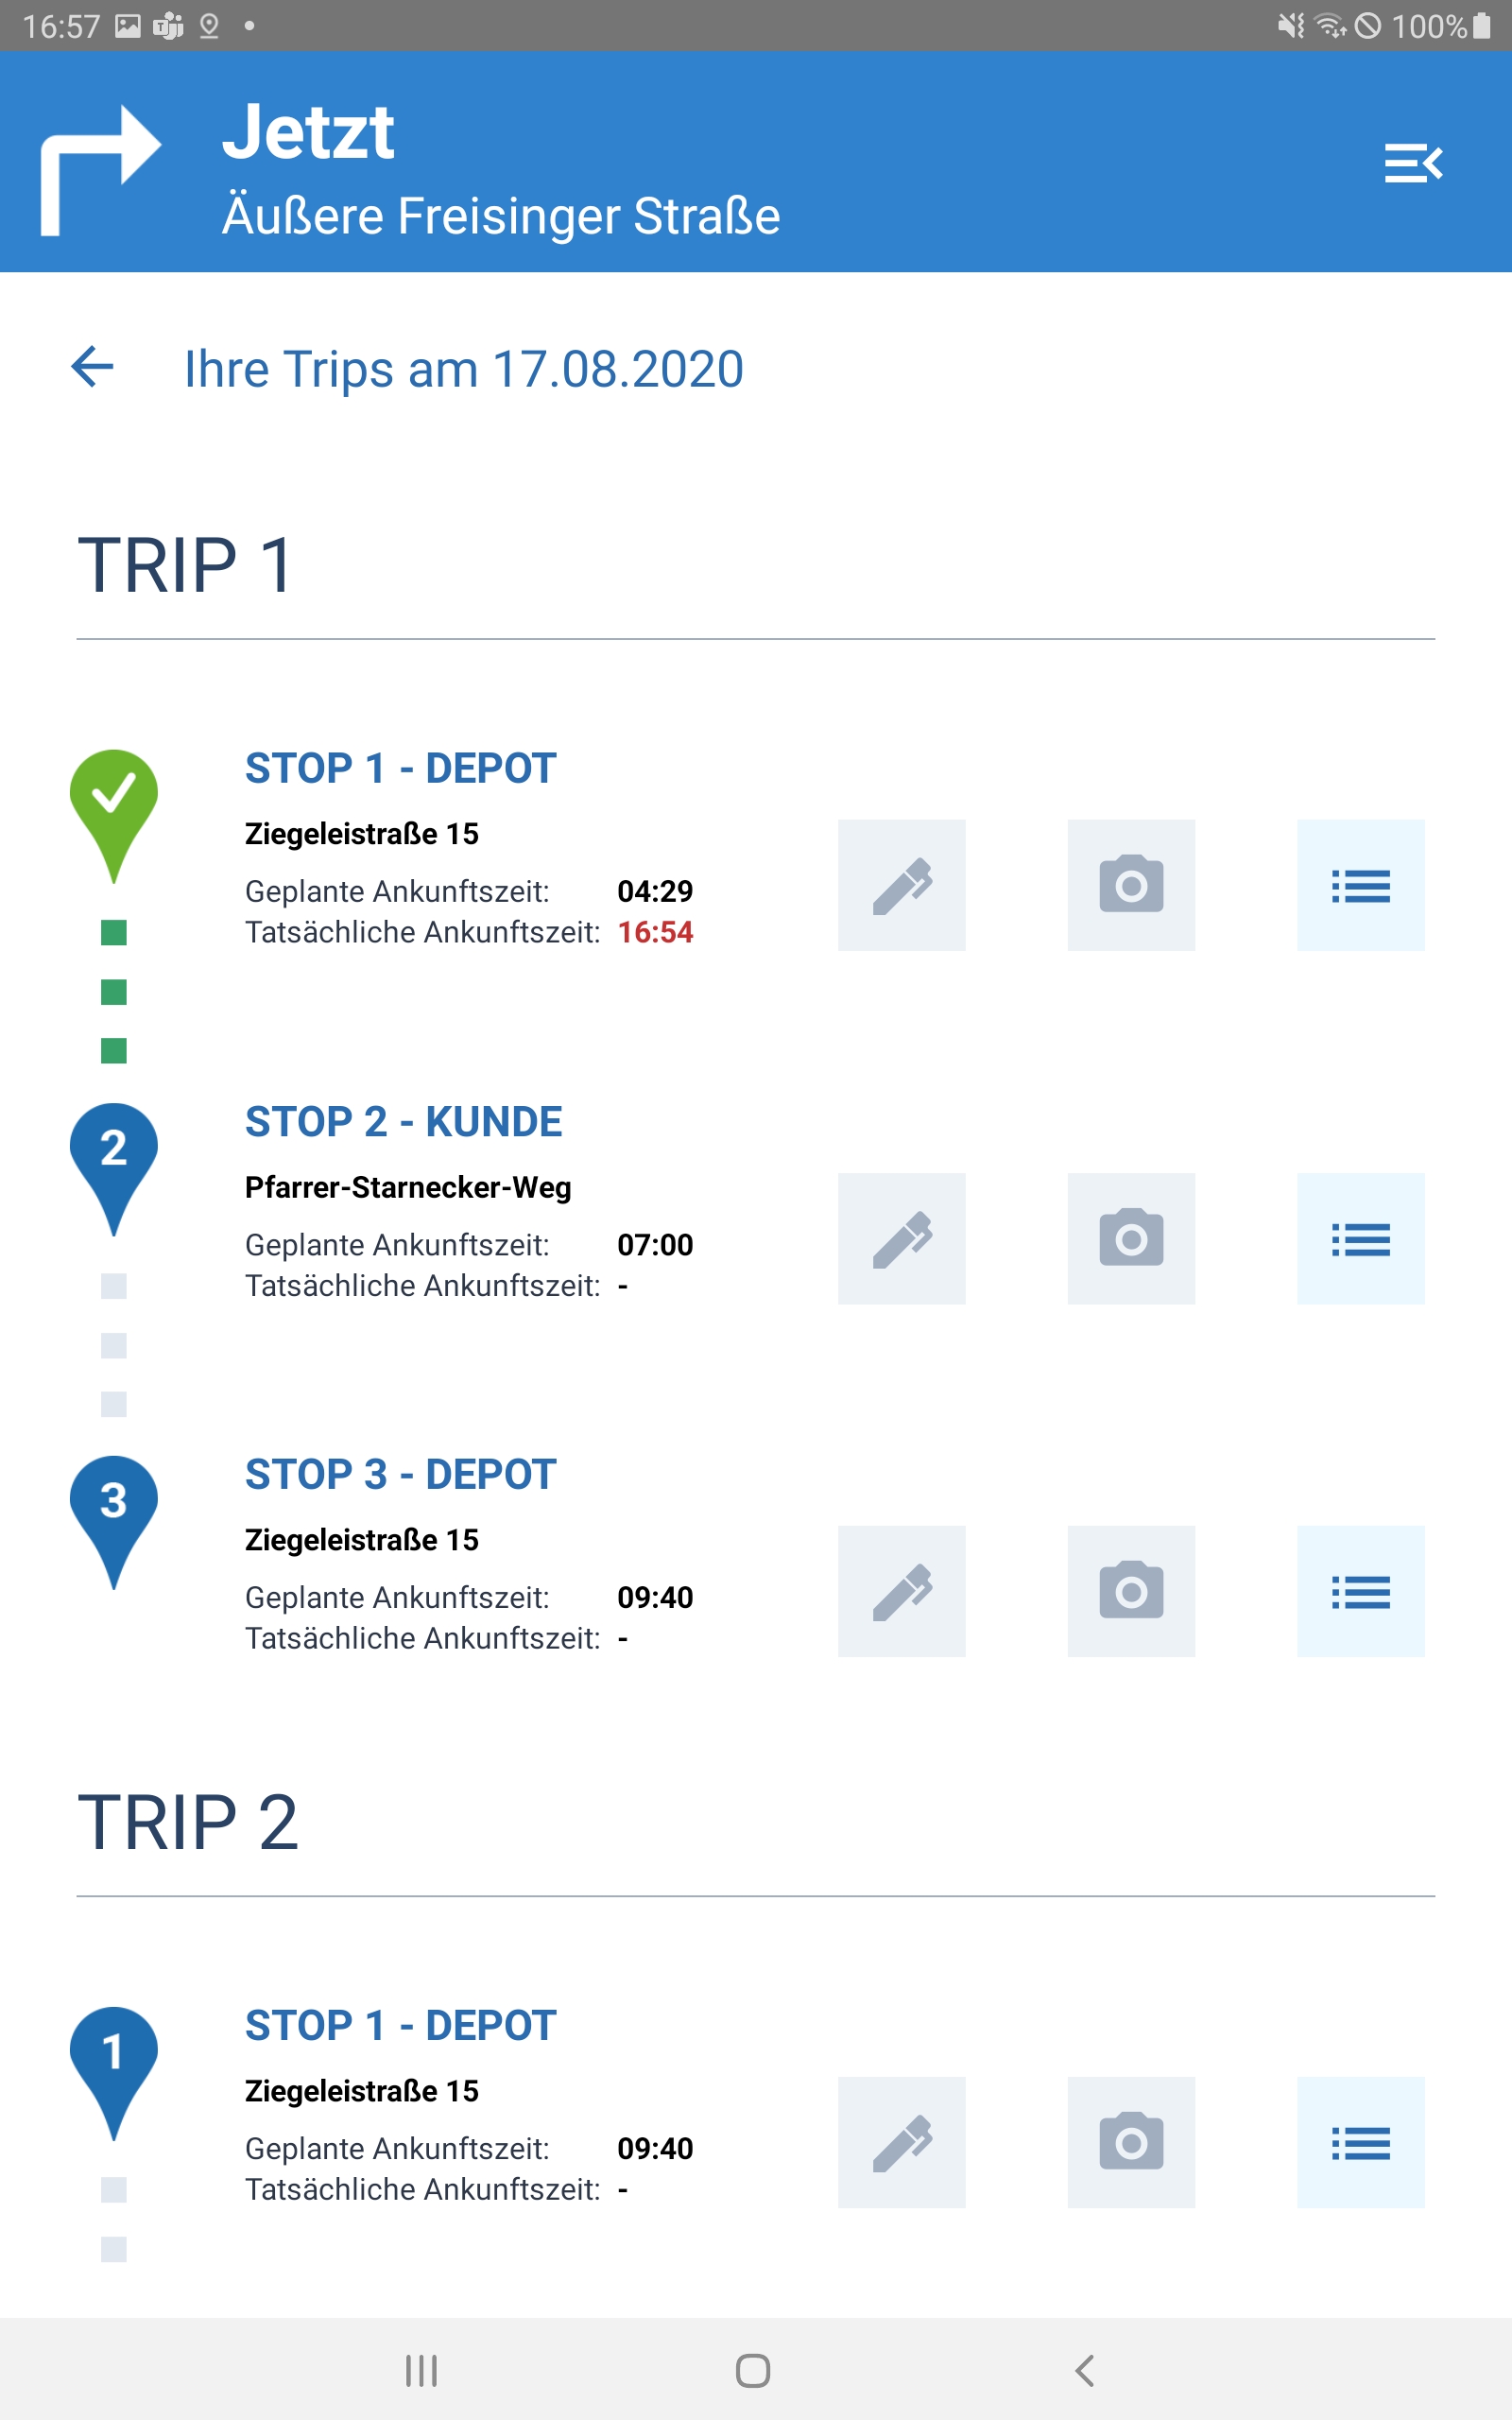 16:57
100%
Jetzt
Äußere Freisinger Straße
Ihre Trips am 17.08.2020
TRIP 1
STOP 1 - DEPOT
Ziegeleistraße 15
Geplante Ankunftszeit: 04:29
Tatsächliche Ankunftszeit: 16:54
2
STOP 2 - KUNDE
Pfarrer-Starnecker-Weg
Geplante Ankunftszeit: 07:00
Tatsächliche Ankunftszeit: -
3
STOP 3 - DEPOT
Ziegeleistraße 15
Geplante Ankunftszeit: 09:40
Tatsächliche Ankunftszeit: -
TRIP 2
1
STOP 1 - DEPOT
Ziegeleistraße 15
Geplante Ankunftszeit: 09:40
Tatsächliche Ankunftszeit: -